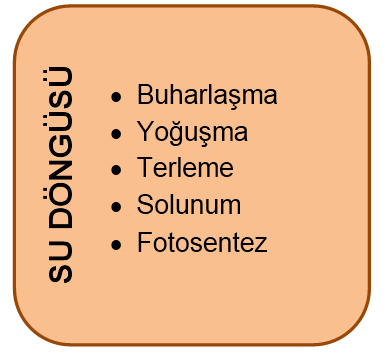 SU DÖNGÜSÜ
• Buharlaşma
• Yoğuşma
• Terleme
• Solunum
• Fotosentez